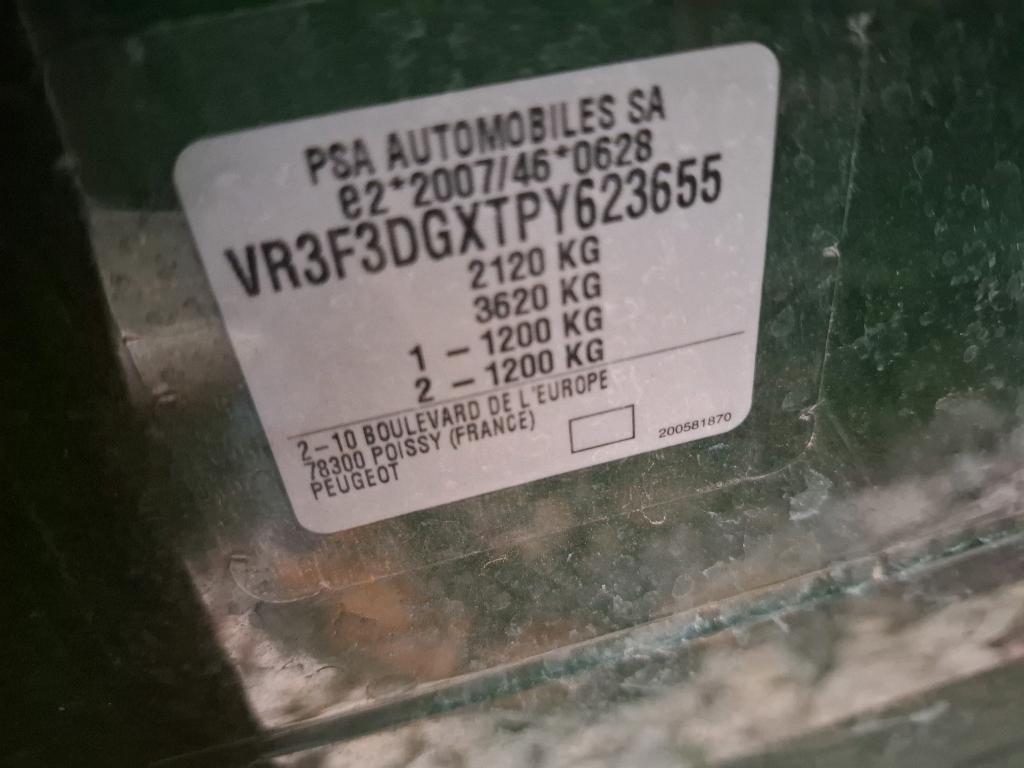 PSA AUTOMOBILES SA
e2*2007/46*0628
VR3F3DGXTPY623655
2120 KG
3620 KG
1 – 1200 KG
2 – 1200 KG
2–10 BOULEVARD DE L'EUROPE
78300 POISSY (FRANCE)
PEUGEOT
200581870